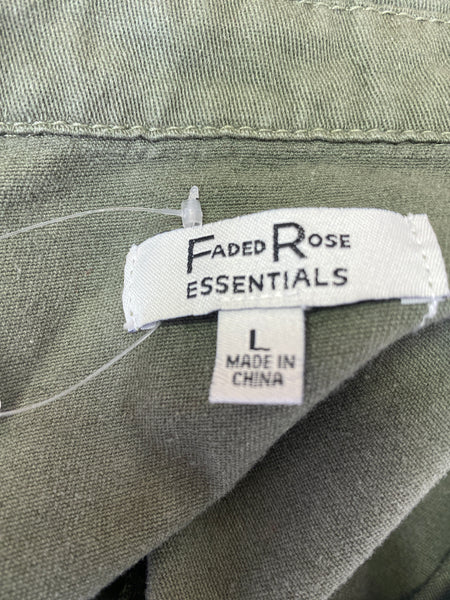 FADED ROSE
ESSENTIALS
L
MADE IN
CHINA